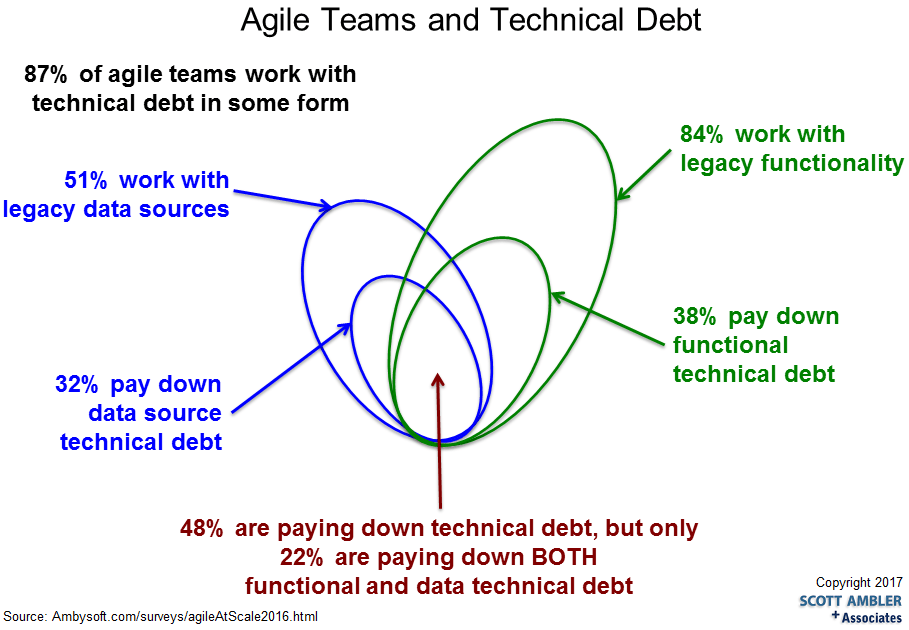 Agile Teams and Technical Debt
87% of agile teams work with
technical debt in some form
84% work with
legacy functionality
51% work with
legacy data sources
38% pay down
functional
technical debt
32% pay down
data source
technical debt
48% are paying down technical debt, but only
22% are paying down BOTH
functional and data technical debt
Copyright 2017
SCOTT AMBLER
+ Associates
Source: Ambysoft.com/surveys/agileAtScale2016.html